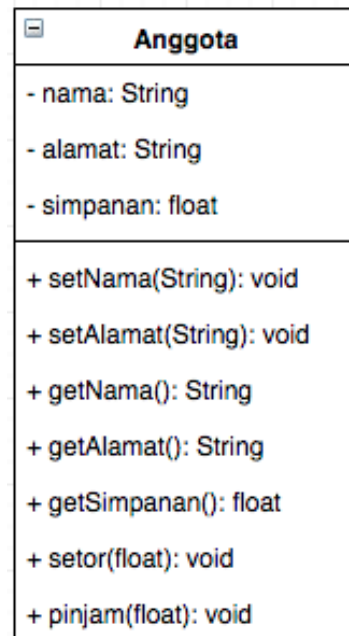 Anggota
- nama: String
- alamat: String
- simpanan: float
+ setNama(String): void
+ setAlamat(String): void
+ getNama(): String
+ getAlamat(): String
+ getSimpanan(): float
+ setor(float): void
+ pinjam(float): void